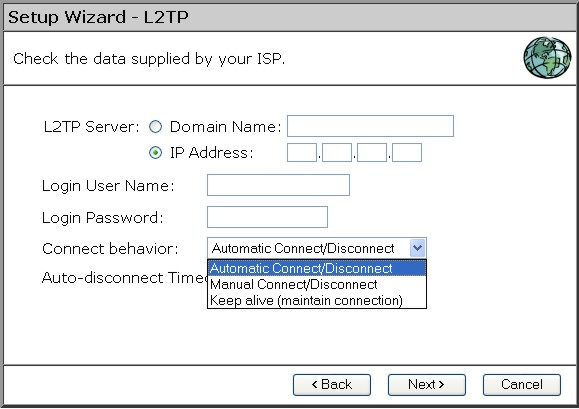 Setup Wizard - L2TP
Check the data supplied by your ISP.
L2TP Server: Domain Name:
IP Address: . . .
Login User Name:
Login Password:
Connect behavior: Automatic Connect/Disconnect
Automatic Connect/Disconnect
Auto-disconnect
Manual Connect/Disconnect
Keep alive (maintain connection)
< Back Next > Cancel